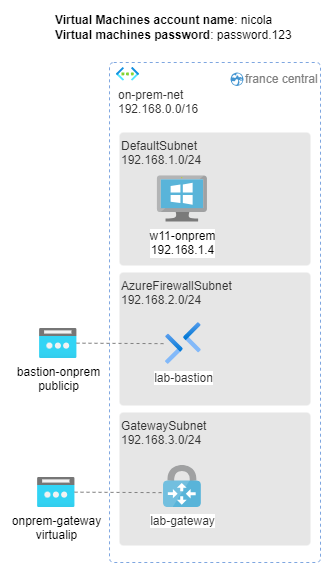 Virtual Machines account name: nicola
Virtual machines password: password.123
france central
on-prem-net
192.168.0.0/16
DefaultSubnet
192.168.1.0/24
w11-onprem
192.168.1.4
AzureFirewallSubnet
192.168.2.0/24
bastion-onprem
publicip
lab-bastion
GatewaySubnet
192.168.3.0/24
onprem-gateway
virtualip
lab-gateway